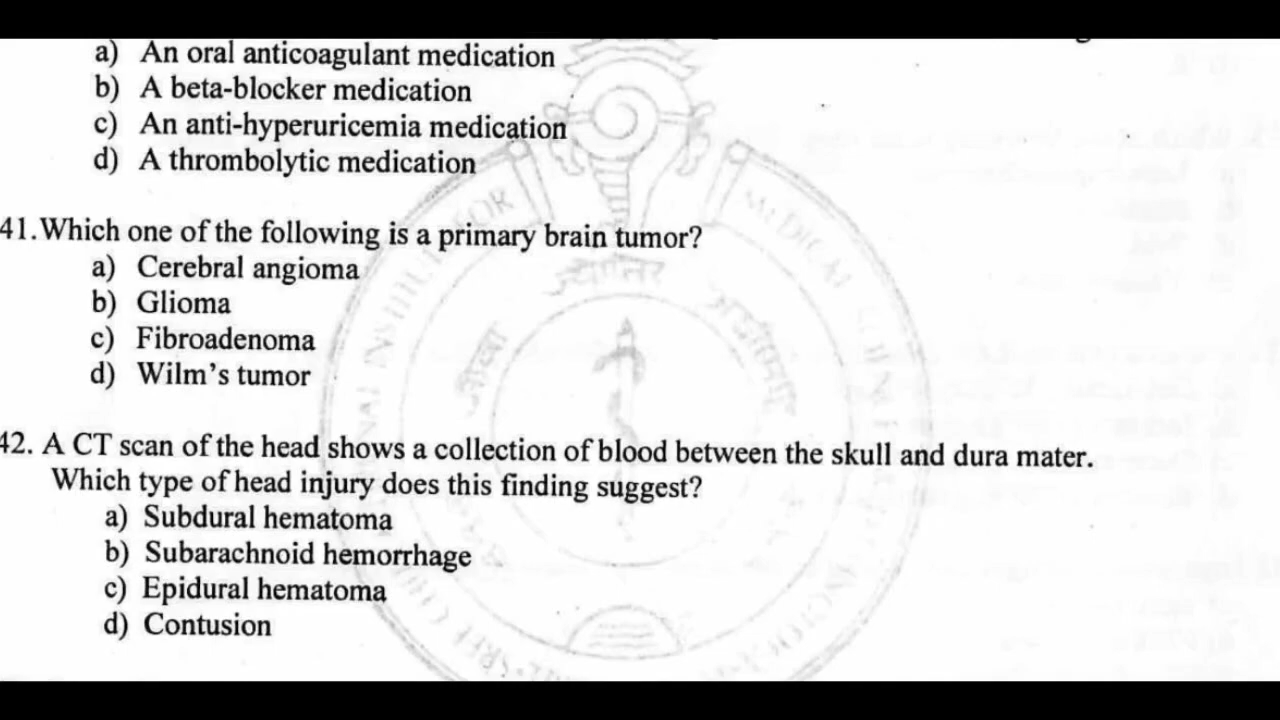 a) An oral anticoagulant medication
b) A beta-blocker medication
c) An anti-hyperuricemia medication
d) A thrombolytic medication
41. Which one of the following is a primary brain tumor?
a) Cerebral angioma
b) Glioma
c) Fibroadenoma
d) Wilm's tumor
42. A CT scan of the head shows a collection of blood between the skull and dura mater.
Which type of head injury does this finding suggest?
a) Subdural hematoma
b) Subarachnoid hemorrhage
c) Epidural hematoma
d) Contusion